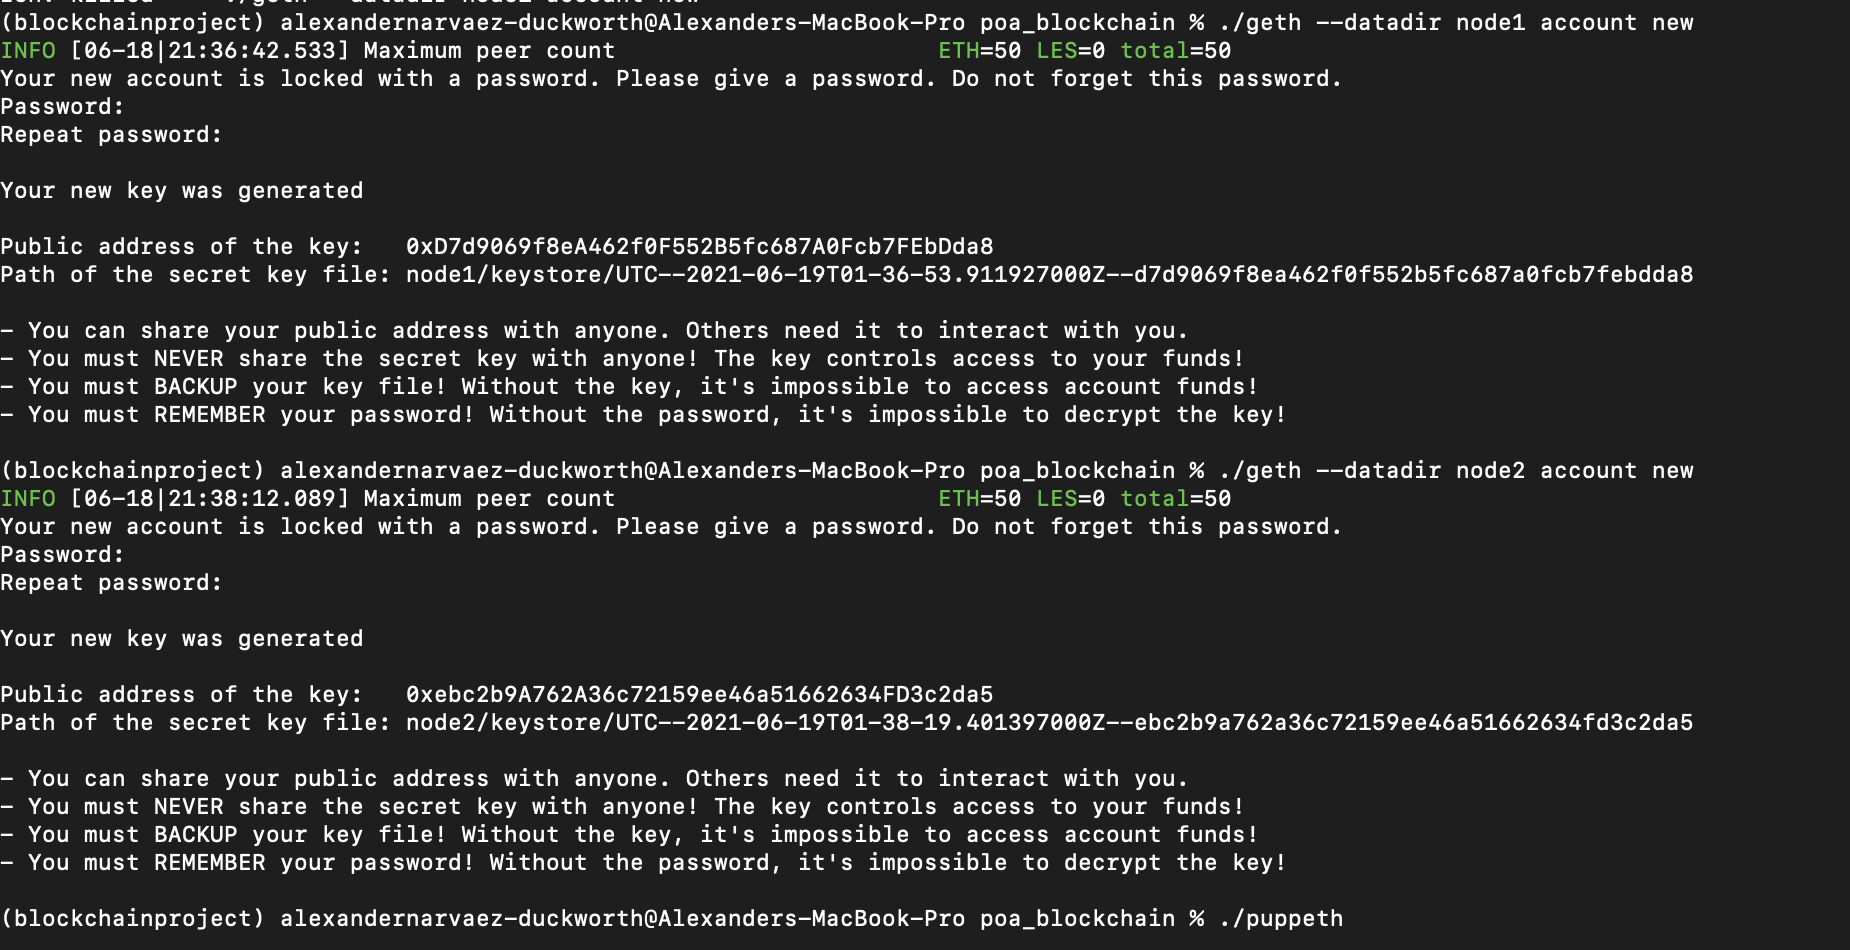 (blockchainproject) alexandernarvaez-duckworth@Alexanders-MacBook-Pro poa_blockchain % ./geth --datadir node1 account new
INFO [06-18|21:36:42.533] Maximum peer count                       ETH=50 LES=0 total=50
Your new account is locked with a password. Please give a password. Do not forget this password.
Password:
Repeat password:
Your new key was generated
Public address of the key:   0xD7d9069f8eA462f0F552B5fc687A0Fcb7FEbDda8
Path of the secret key file: node1/keystore/UTC--2021-06-19T01-36-53.911927000Z--d7d9069f8ea462f0f552b5fc687a0fcb7febdda8
- You can share your public address with anyone. Others need it to interact with you.
- You must NEVER share the secret key with anyone! The key controls access to your funds!
- You must BACKUP your key file! Without the key, it's impossible to access account funds!
- You must REMEMBER your password! Without the password, it's impossible to decrypt the key!
(blockchainproject) alexandernarvaez-duckworth@Alexanders-MacBook-Pro poa_blockchain % ./geth --datadir node2 account new
INFO [06-18|21:38:12.089] Maximum peer count                       ETH=50 LES=0 total=50
Your new account is locked with a password. Please give a password. Do not forget this password.
Password:
Repeat password:
Your new key was generated
Public address of the key:   0xebc2b9A762A36c72159ee46a51662634FD3c2da5
Path of the secret key file: node2/keystore/UTC--2021-06-19T01-38-19.401397000Z--ebc2b9a762a36c72159ee46a51662634fd3c2da5
- You can share your public address with anyone. Others need it to interact with you.
- You must NEVER share the secret key with anyone! The key controls access to your funds!
- You must BACKUP your key file! Without the key, it's impossible to access account funds!
- You must REMEMBER your password! Without the password, it's impossible to decrypt the key!
(blockchainproject) alexandernarvaez-duckworth@Alexanders-MacBook-Pro poa_blockchain % ./puppeth